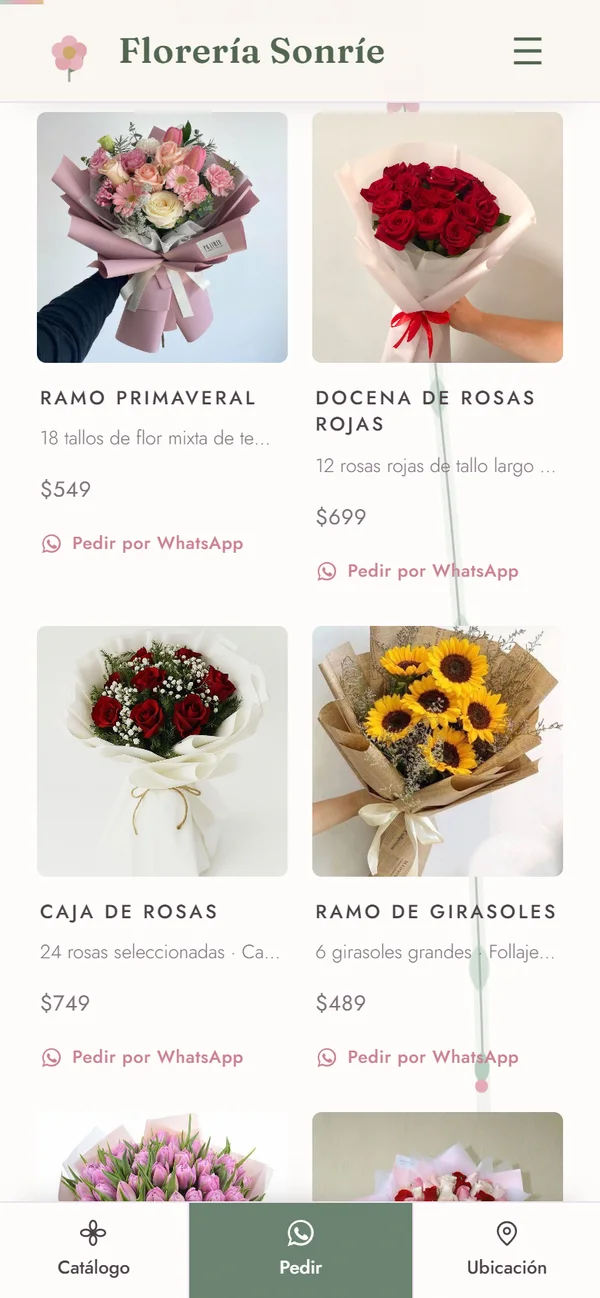 Florería Sonríe
RAMO PRIMAVERAL
18 tallos de flor mixta de te...
$549
Pedir por WhatsApp
DOCENA DE ROSAS
ROJAS
12 rosas rojas de tallo largo ...
$699
Pedir por WhatsApp
CAJA DE ROSAS
24 rosas seleccionadas · Ca...
$749
Pedir por WhatsApp
RAMO DE GIRASOLES
6 girasoles grandes · Follaje...
$489
Pedir por WhatsApp
Catálogo
Pedir
Ubicación